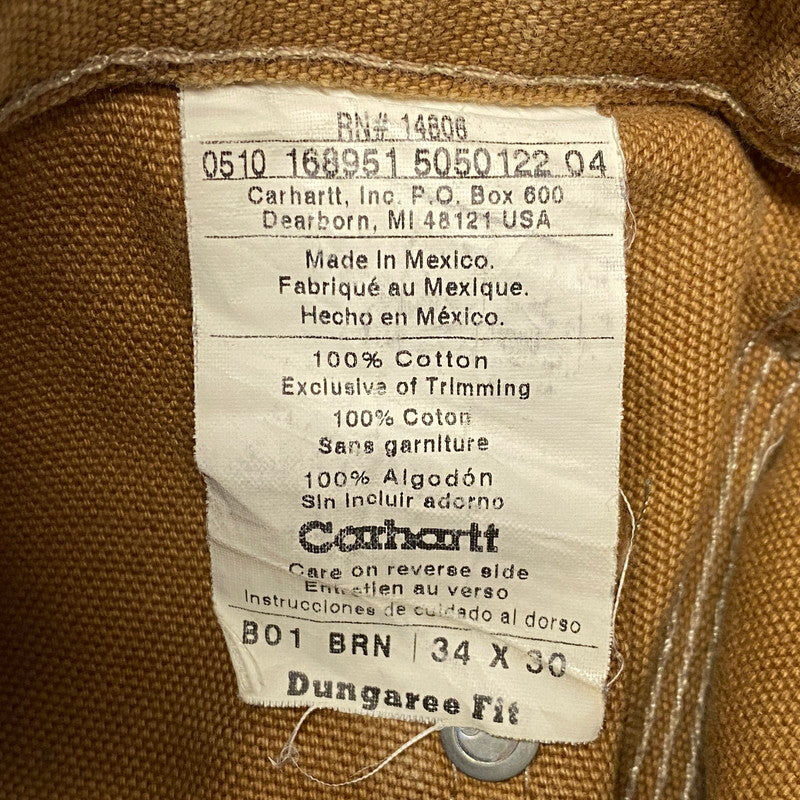 RN# 14806
0510 168951 5050122 04
Carhartt, Inc. P.O. Box 600
Dearborn, MI 48121 USA
Made In Mexico.
Fabriqué au Mexique.
Hecho en México.
100% Cotton
Exclusive of Trimming
100% Coton
Sans garniture
100% Algodón
Sin Incluir adorno
Carhartt
Care on reverse side
Entretien au verso
Instrucciones de cuidado al dorso
B01 BRN | 34 X 30
Dungaree Fit